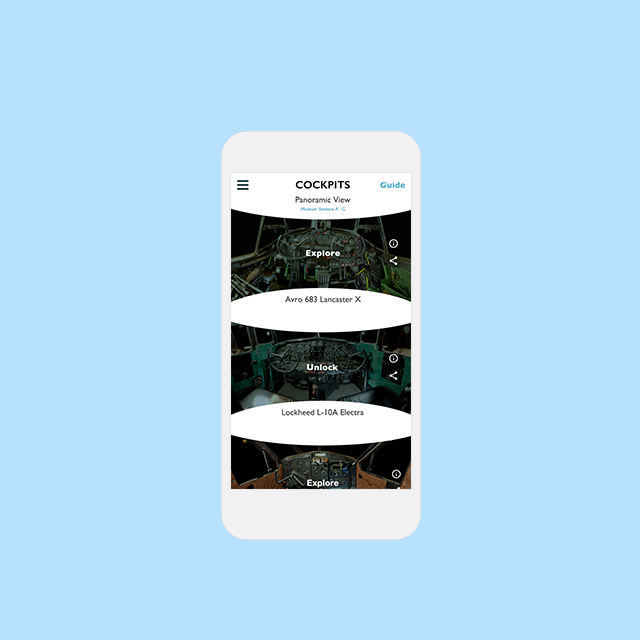 COCKPITS
Guide
Panoramic View
Museum Sections A - G
Explore
Avro 683 Lancaster X
Unlock
Lockheed L-10A Electra
Explore